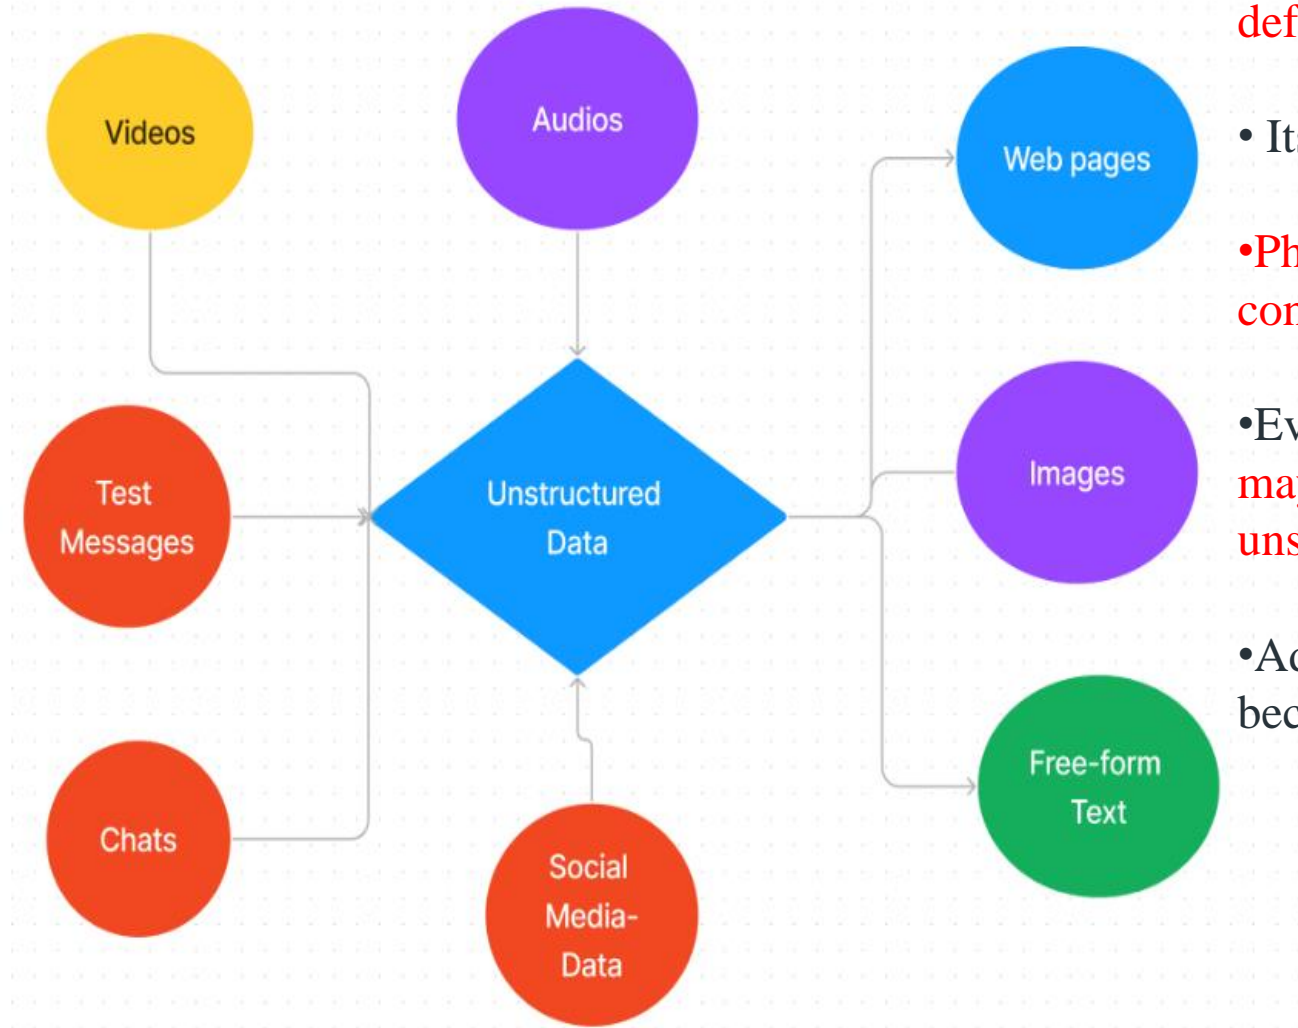 Videos
Audios
Web pages
Test
Messages
Unstructured
Data
Images
Chats
Social
Media-
Data
Free-form
Text